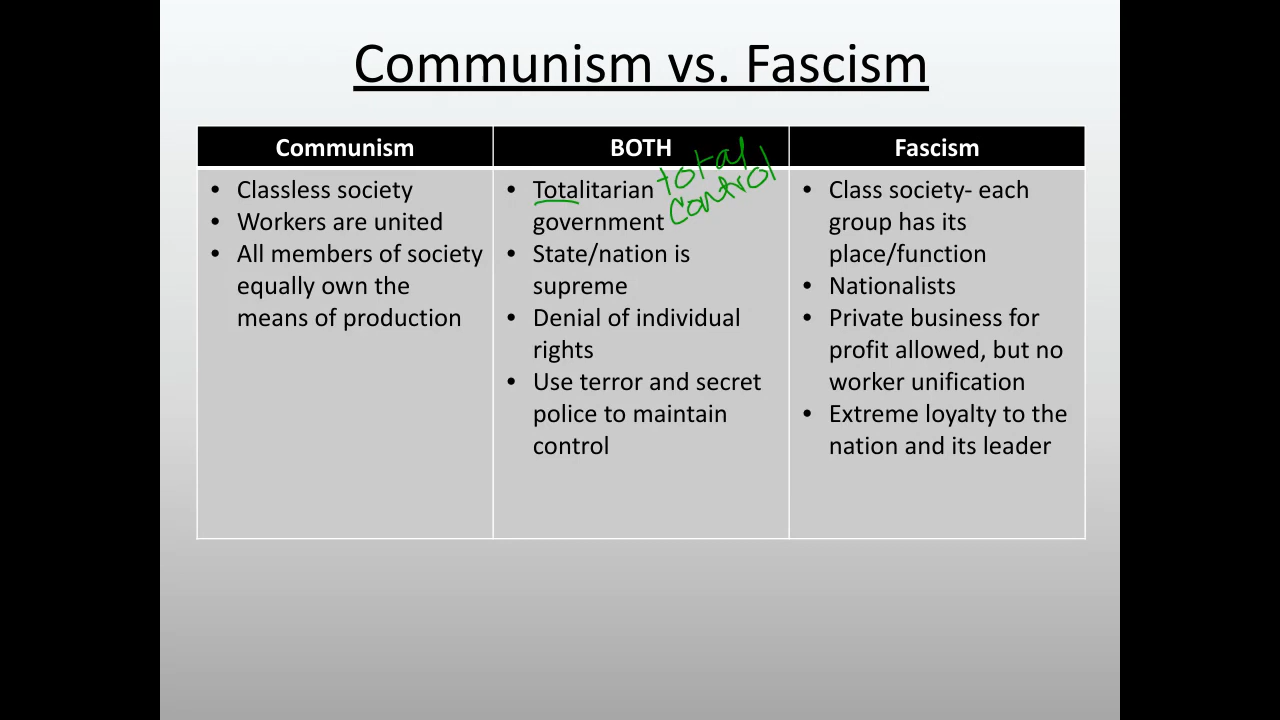 Communism vs. Fascism
Communism
BOTH
Fascism
• Classless society
• Workers are united
• All members of society
equally own the
means of production
• Totalitarian
government
total
control
• State/nation is
supreme
• Denial of individual
rights
• Use terror and secret
police to maintain
control
• Class society- each
group has its
place/function
• Nationalists
• Private business for
profit allowed, but no
worker unification
• Extreme loyalty to the
nation and its leader